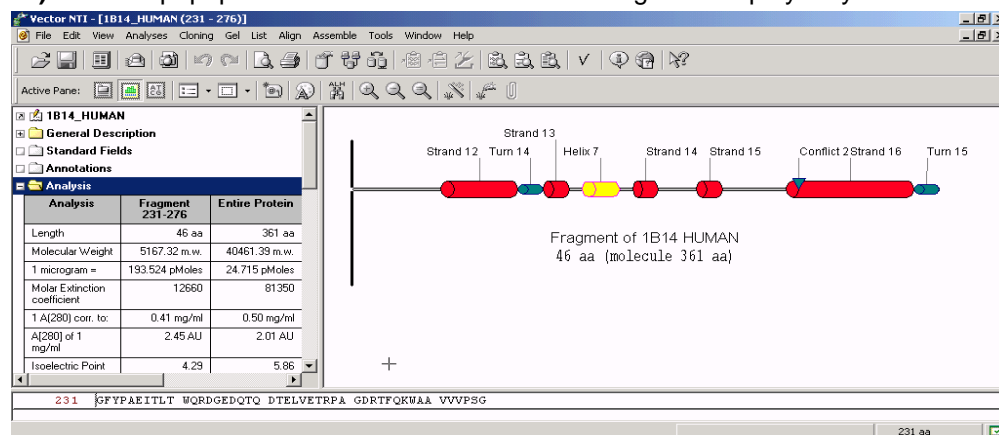 Vector NTI - [1B14_HUMAN (231 - 276)]
File Edit View Analyses Cloning Gel List Align Assemble Tools Window Help
Active Pane:
1B14_HUMAN
General Description
Standard Fields
Annotations
Analysis
Analysis Fragment 231-276 Entire Protein
Length 46 aa 361 aa
Molecular Weight 5167.32 m.w. 40461.39 m.w.
1 microgram = 193.524 pMoles 24.715 pMoles
Molar Extinction coefficient 12660 81350
1 A(280) corr. to: 0.41 mg/ml 0.50 mg/ml
A[280] of 1 mg/ml 2.45 AU 2.01 AU
Isoelectric Point 4.29 5.86
Strand 13
Strand 12 Turn 14 Helix 7 Strand 14 Strand 15 Conflict 2 Strand 16 Turn 15
Fragment of 1B14 HUMAN
46 aa (molecule 361 aa)
231 GFYPAEITLT WQRDGEDQTQ DTELVETRPA GDRTFQKWAA VVVPSG
231 aa